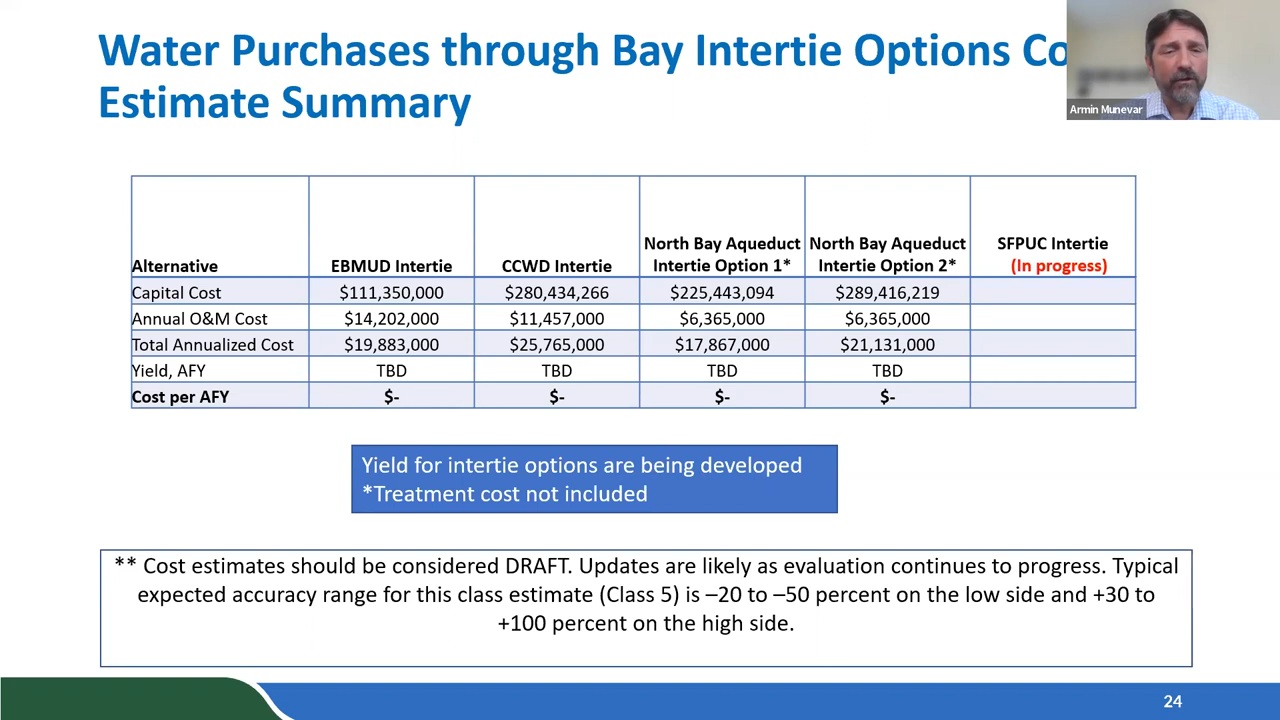 Water Purchases through Bay Intertie Options Co
Estimate Summary
Armin Munevar
Alternative EBMUD Intertie CCWD Intertie North Bay Aqueduct Intertie Option 1* North Bay Aqueduct Intertie Option 2* SFPUC Intertie (In progress)
Capital Cost $111,350,000 $280,434,266 $225,443,094 $289,416,219
Annual O&M Cost $14,202,000 $11,457,000 $6,365,000 $6,365,000
Total Annualized Cost $19,883,000 $25,765,000 $17,867,000 $21,131,000
Yield, AFY TBD TBD TBD TBD
Cost per AFY $- $- $- $-
Yield for intertie options are being developed
*Treatment cost not included
** Cost estimates should be considered DRAFT. Updates are likely as evaluation continues to progress. Typical
expected accuracy range for this class estimate (Class 5) is –20 to –50 percent on the low side and +30 to
+100 percent on the high side.
24